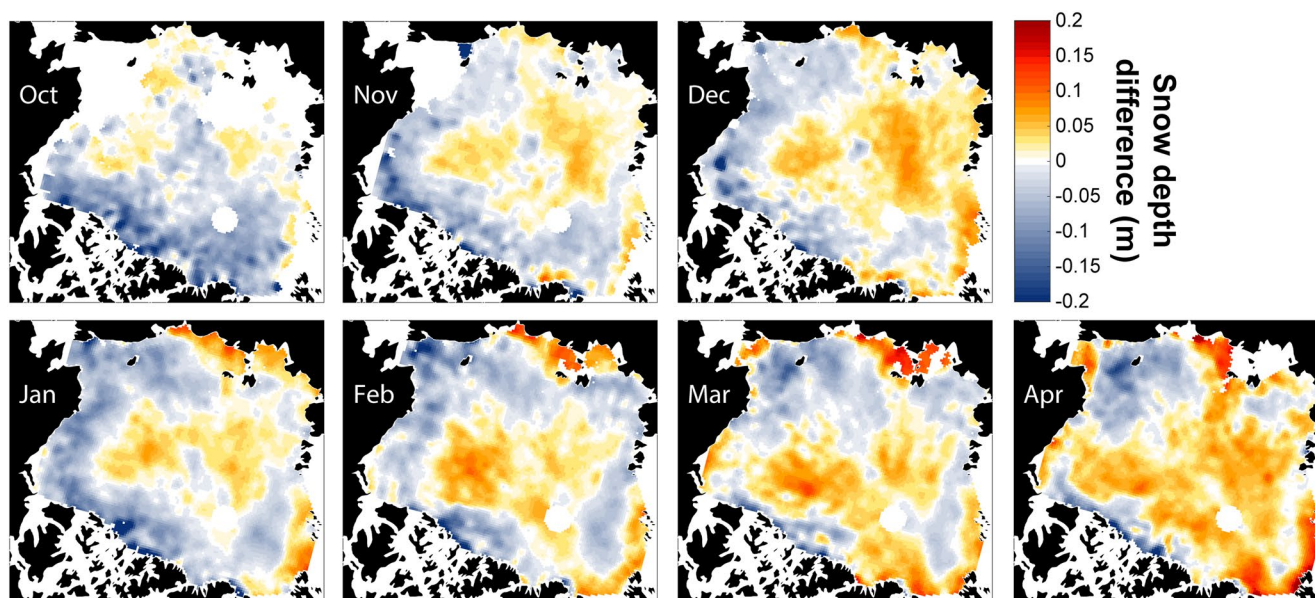 Oct
Nov
Dec
0.2
0.15
0.1
0.05
0
-0.05
-0.1
-0.15
-0.2
Snow depth
difference (m)
Jan
Feb
Mar
Apr